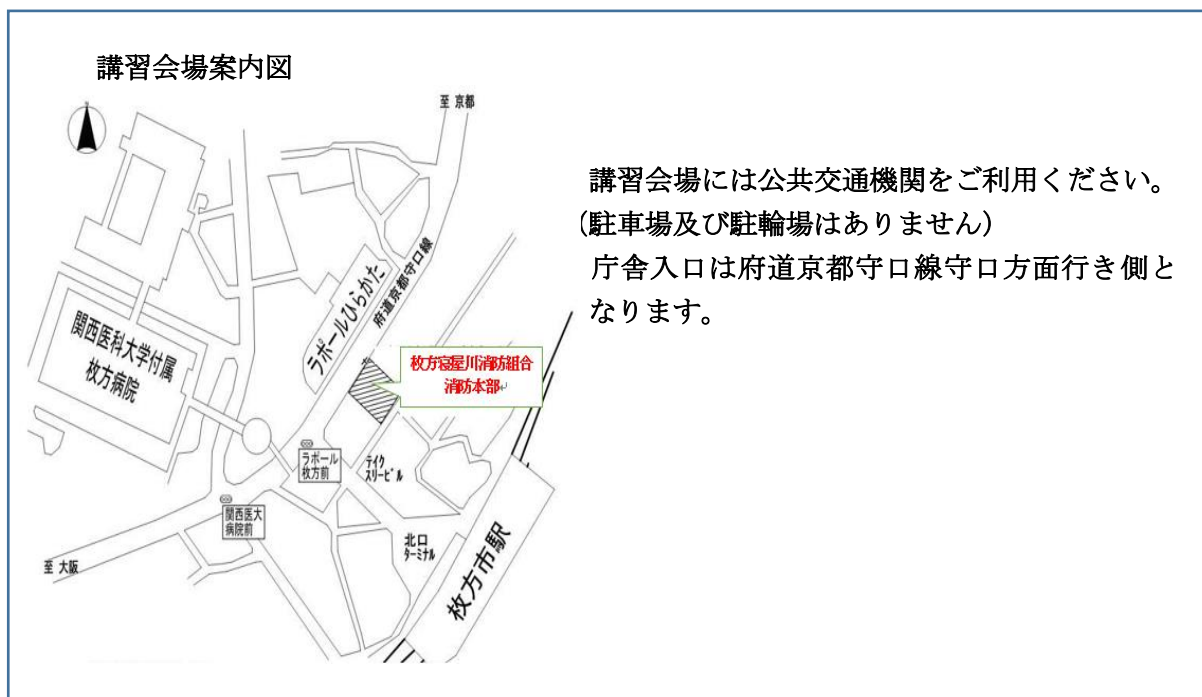 講習会場案内図
至 京都
講習会場には公共交通機関をご利用ください。
(駐車場及び駐輪場はありません)
庁舎入口は府道京都守口線守口方面行き側と
なります。
府道京都守口線
ラポールひらかた
関西医科大学付属
枚方病院
枚方寝屋川消防組合
消防本部
ラポール
枚方前
テイク
スリービル
関西医大
病院前
北口
ターミナル
枚方市駅
至 大阪